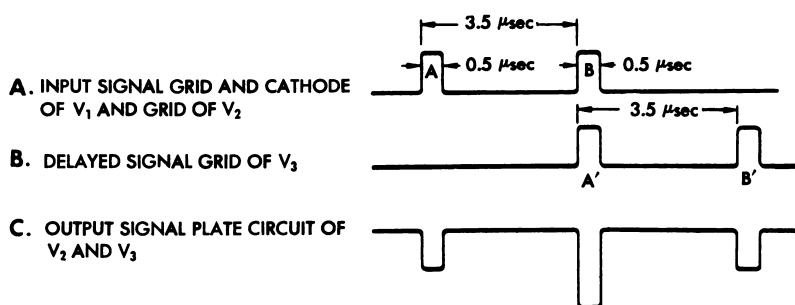 3.5 μsec
A 0.5 μsec B 0.5 μsec
A. INPUT SIGNAL GRID AND CATHODE
OF V₁ AND GRID OF V₂
3.5 μsec
B. DELAYED SIGNAL GRID OF V₃
A′ B′
C. OUTPUT SIGNAL PLATE CIRCUIT OF
V₂ AND V₃